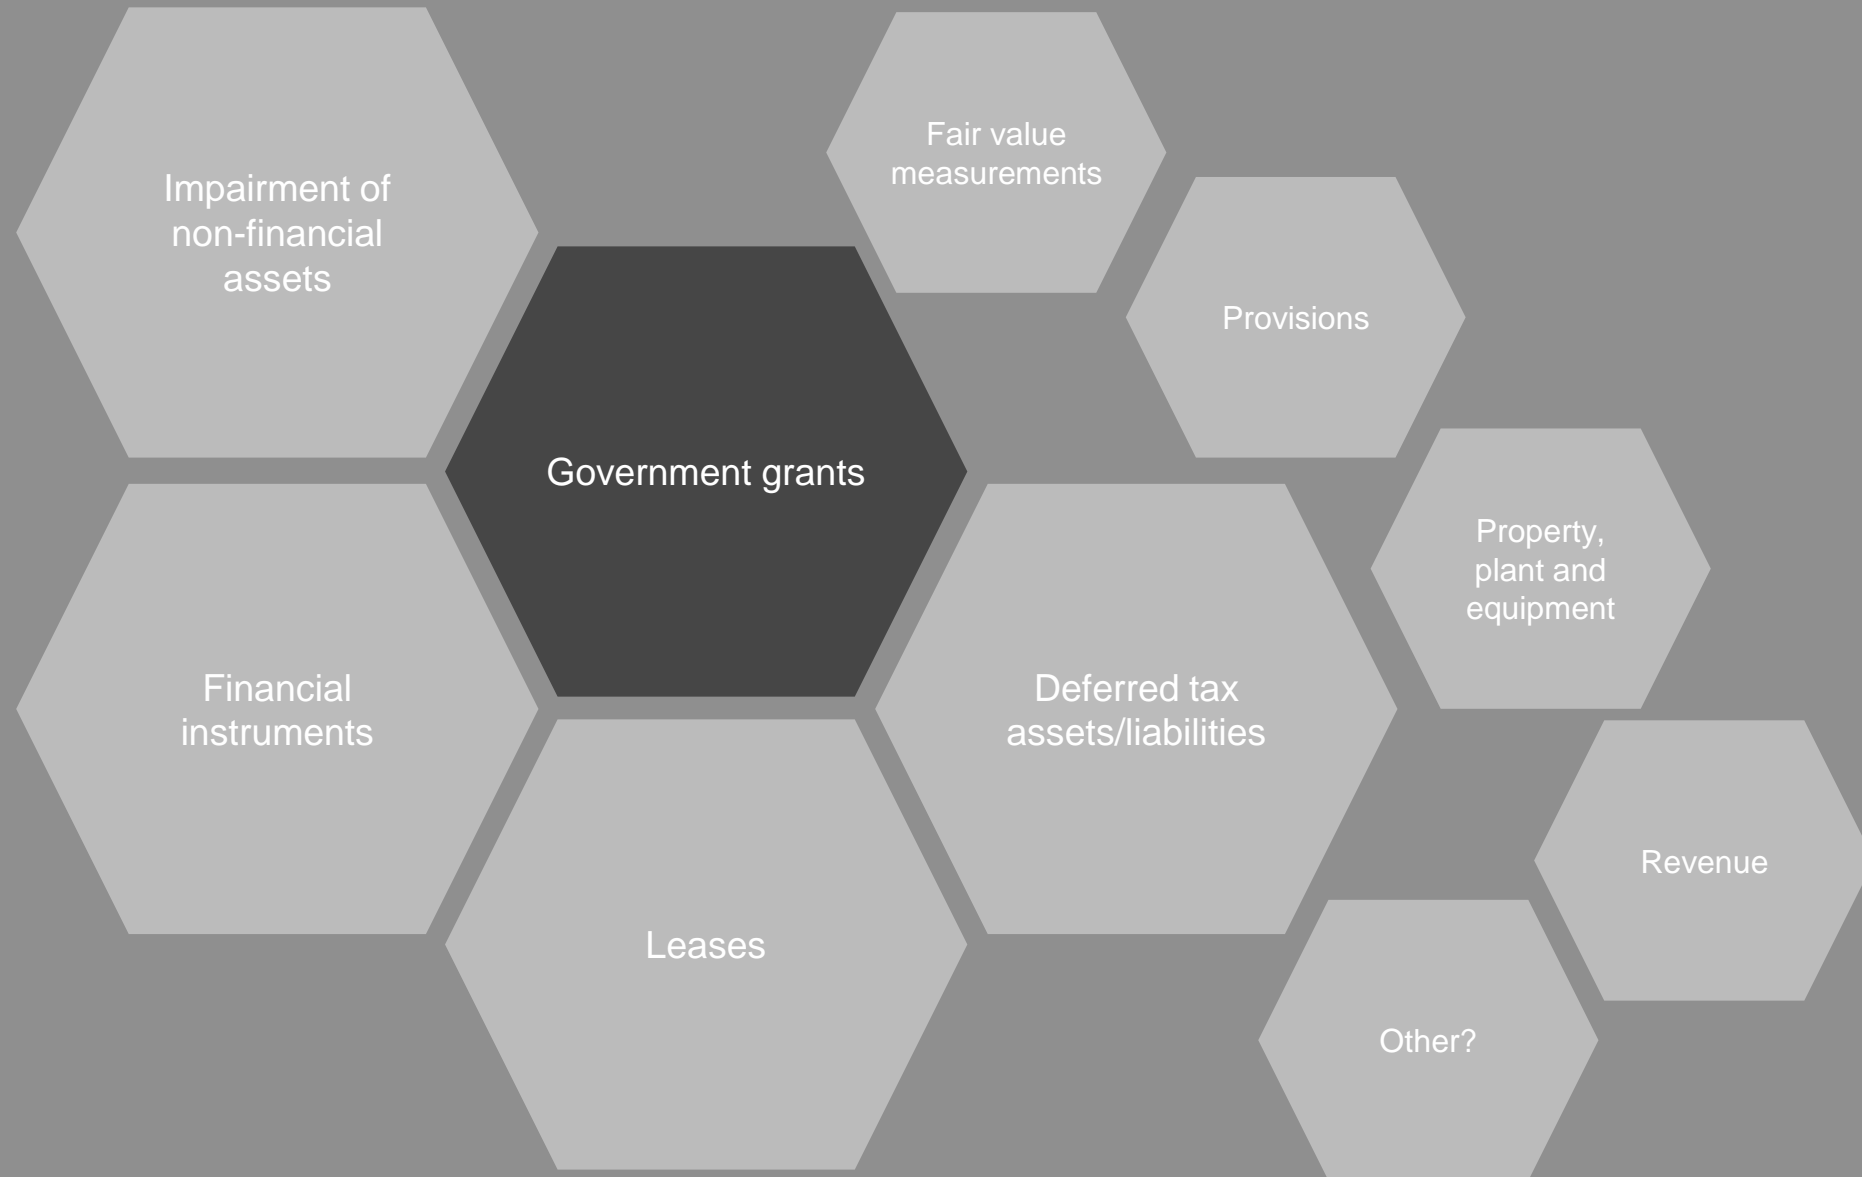 Impairment of
non-financial
assets
Fair value
measurements
Provisions
Government grants
Property,
plant and
equipment
Financial
instruments
Deferred tax
assets/liabilities
Revenue
Leases
Other?